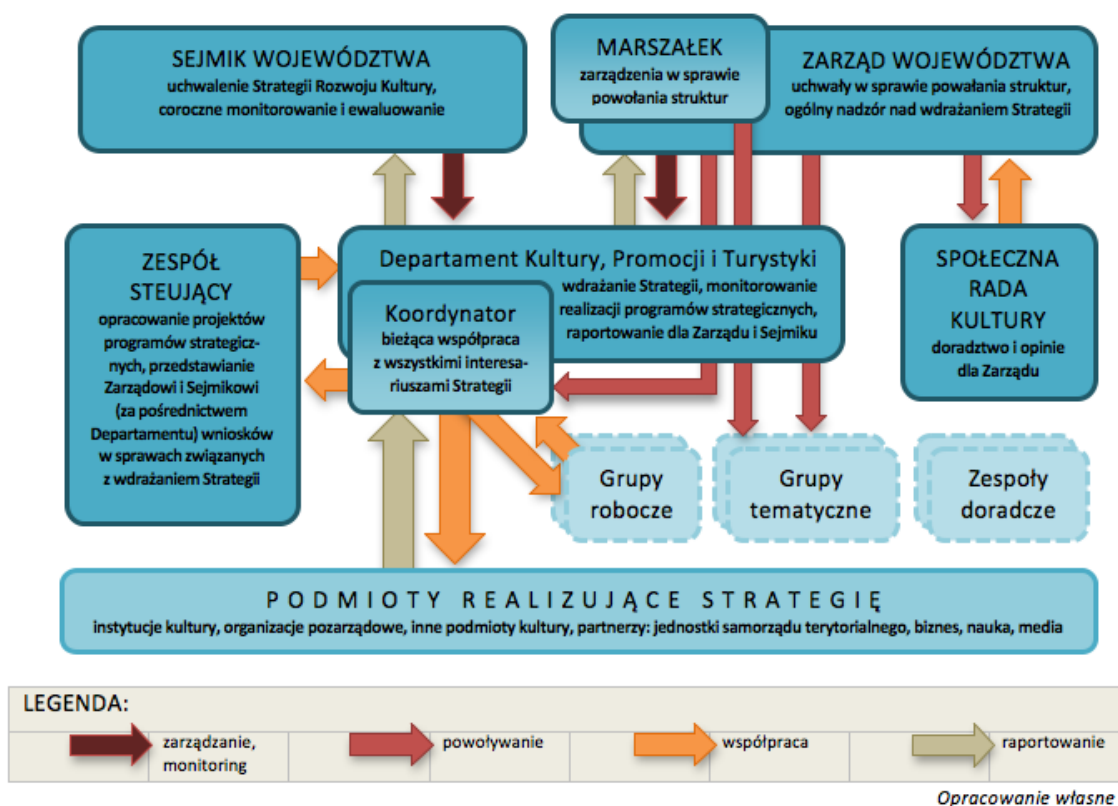 SEJMIK WOJEWÓDZTWA
uchwalenie Strategii Rozwoju Kultury,
coroczne monitorowanie i ewaluowanie
MARSZAŁEK
zarządzenia w sprawie
powołania struktur
ZARZĄD WOJEWÓDZTWA
uchwały w sprawie powałania struktur,
ogólny nadzór nad wdrażaniem Strategii
ZESPÓŁ
STEUJĄCY
opracowanie projektów
programów strategicz-
nych, przedstawianie
Zarządowi i Sejmikowi
(za pośrednictwem
Departamentu) wniosków
w sprawach związanych
z wdrażaniem Strategii
Departament Kultury, Promocji i Turystyki
wdrażanie Strategii, monitorowanie
realizacji programów strategicznych,
raportowanie dla Zarządu i Sejmiku
Koordynator
bieżąca współpraca
z wszystkimi interesa-
riuszami Strategii
SPOŁECZNA
RADA
KULTURY
doradztwo i opinie
dla Zarządu
Grupy
robocze
Grupy
tematyczne
Zespoły
doradcze
PODMIOTY REALIZUJĄCE STRATEGIĘ
instytucje kultury, organizacje pozarządowe, inne podmioty kultury, partnerzy: jednostki samorządu terytorialnego, biznes, nauka, media
LEGENDA:
zarządzanie,
monitoring
powoływanie
współpraca
raportowanie
Opracowanie własne